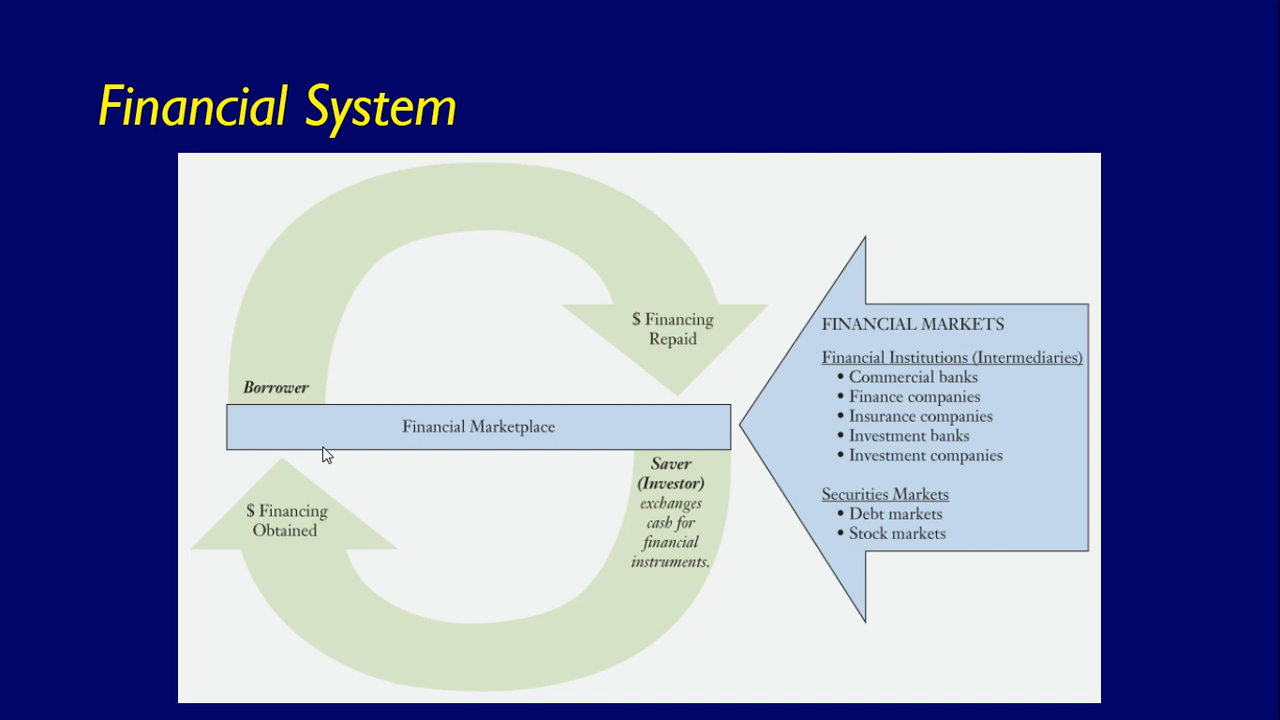 Financial System
$ Financing
Repaid
Borrower
Financial Marketplace
$ Financing
Obtained
Saver
(Investor)
exchanges
cash for
financial
instruments.
FINANCIAL MARKETS
Financial Institutions (Intermediaries)
• Commercial banks
• Finance companies
• Insurance companies
• Investment banks
• Investment companies
Securities Markets
• Debt markets
• Stock markets